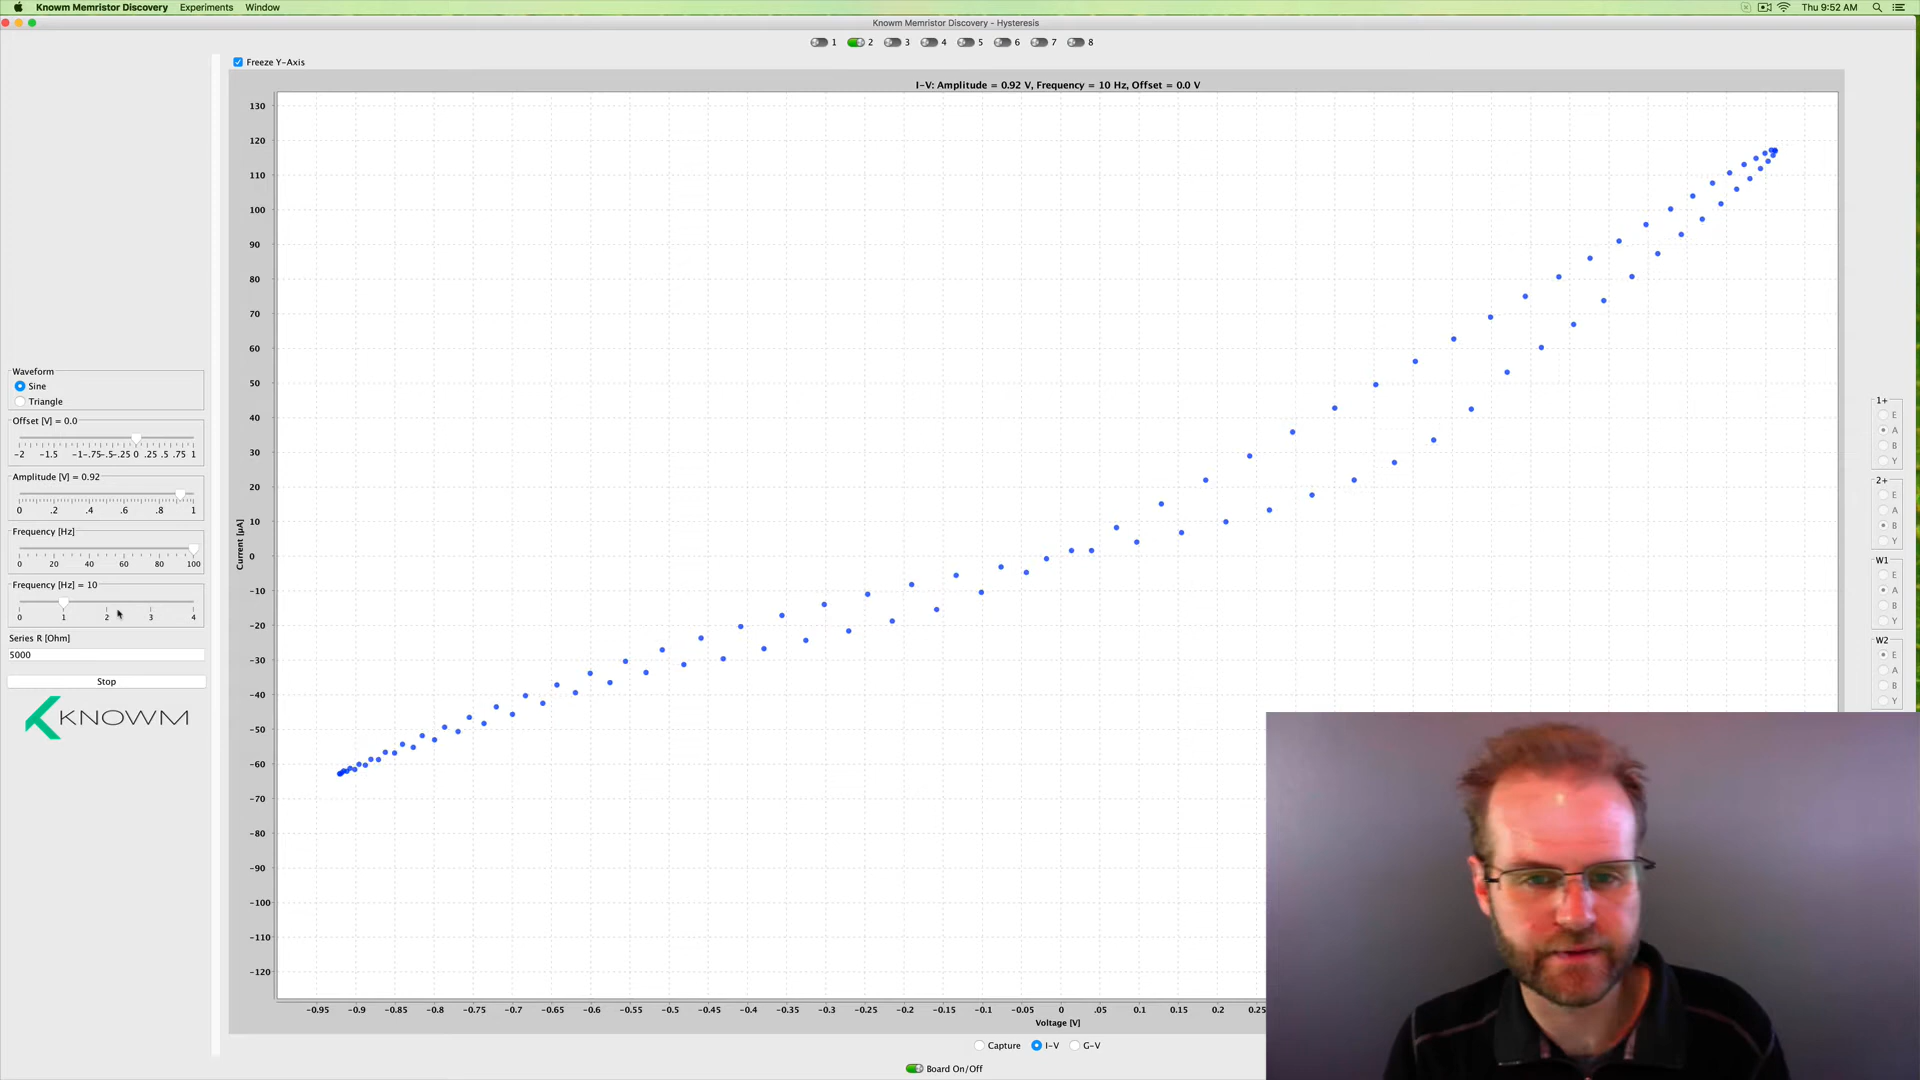 Knowm Memristor Discovery Experiments Window
Thu 9:52 AM
Knowm Memristor Discovery - Hysteresis
1 2 3 4 5 6 7 8
Freeze Y-Axis
I-V: Amplitude = 0.92 V, Frequency = 10 Hz, Offset = 0.0 V
130
120
110
100
90
80
70
60
50
40
30
20
10
0
-10
-20
-30
-40
-50
-60
-70
-80
-90
-100
-110
-120
Current [μA]
-0.95 -0.9 -0.85 -0.8 -0.75 -0.7 -0.65 -0.6 -0.55 -0.5 -0.45 -0.4 -0.35 -0.3 -0.25 -0.2 -0.15 -0.1 -0.05 0 .05 0.1 0.15 0.2 0.25
Voltage [V]
Capture I-V G-V
Board On/Off
Waveform
Sine
Triangle
Offset [V] = 0.0
-2 -1.5 -1 -.75 -.5 -.25 0 .25 .5 .75 1
Amplitude [V] = 0.92
0 .2 .4 .6 .8 1
Frequency [Hz]
0 20 40 60 80 100
Frequency [Hz] = 10
0 1 2 3 4
Series R [Ohm]
5000
Stop
KNOWM
1+
E
A
B
Y
2+
E
A
B
Y
W1
E
A
B
Y
W2
E
A
B
Y